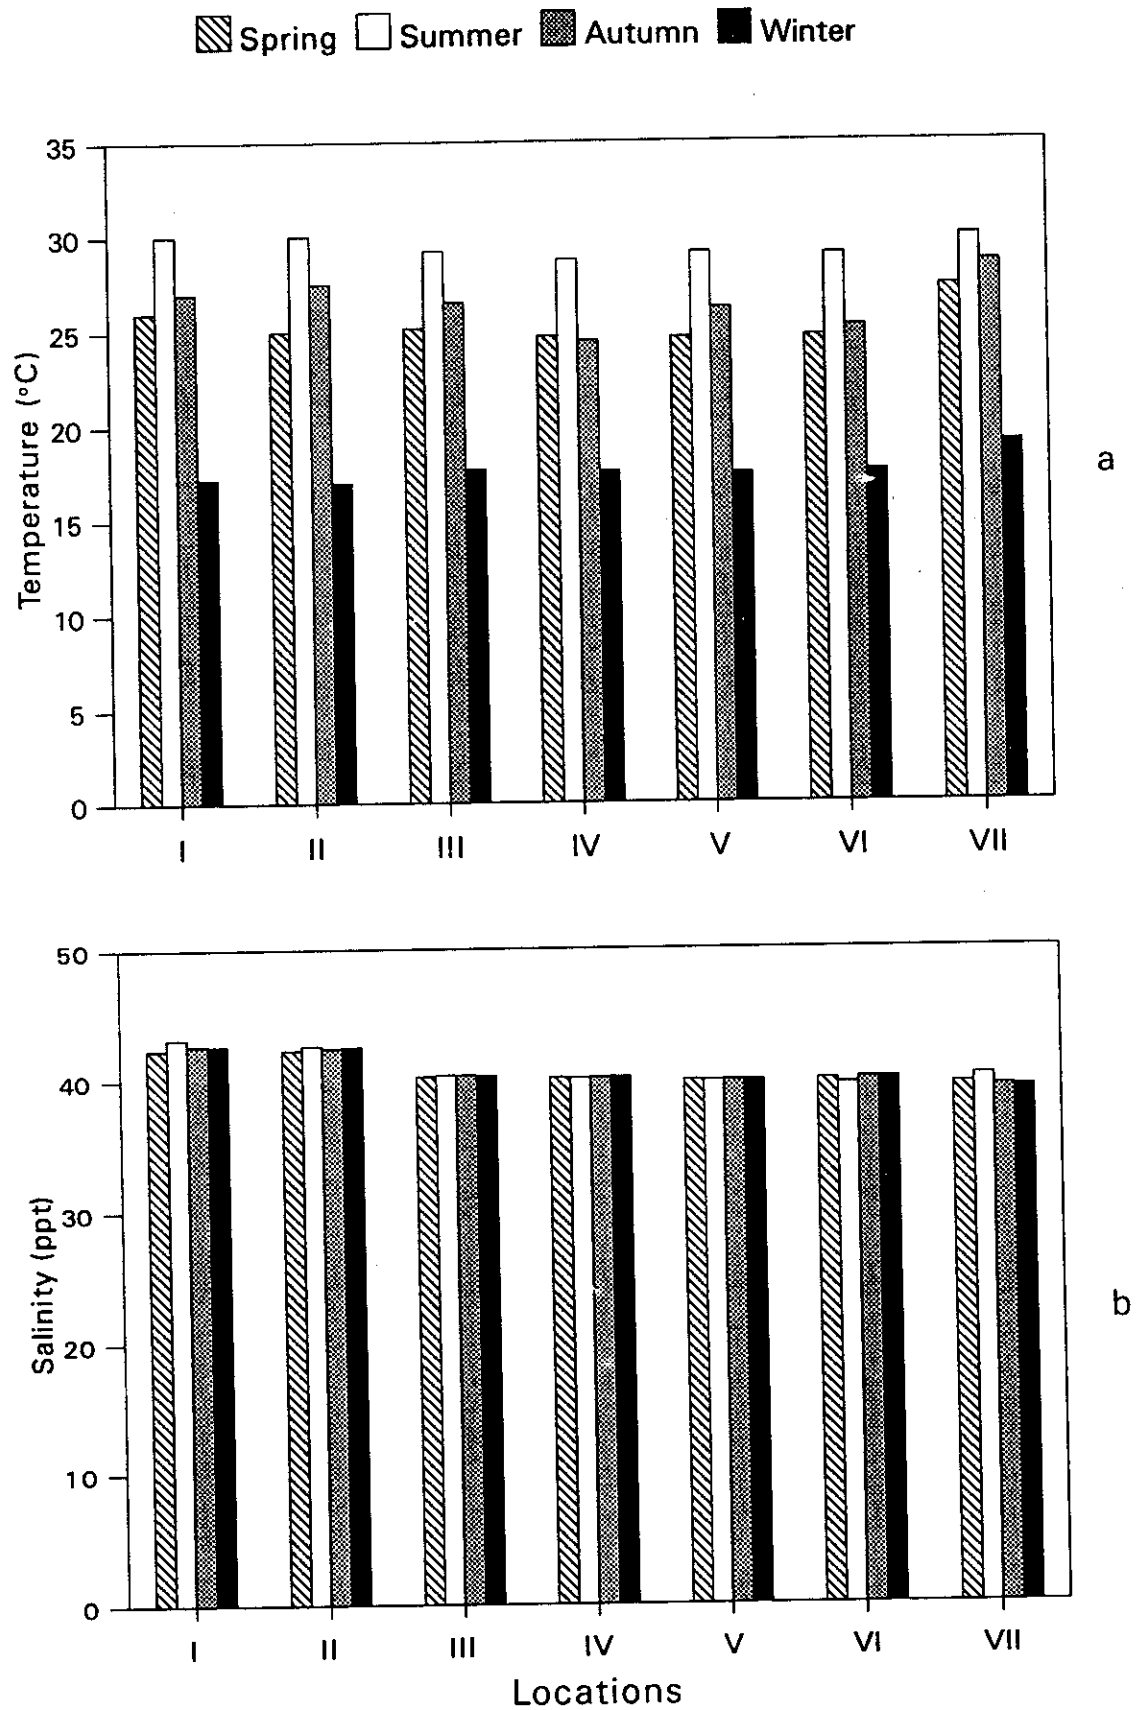 Spring Summer Autumn Winter
35
30
25
20
15
10
5
0
Temperature (°C)
a
I II III IV V VI VII
50
40
30
20
10
0
Salinity (ppt)
b
I II III IV V VI VII
Locations